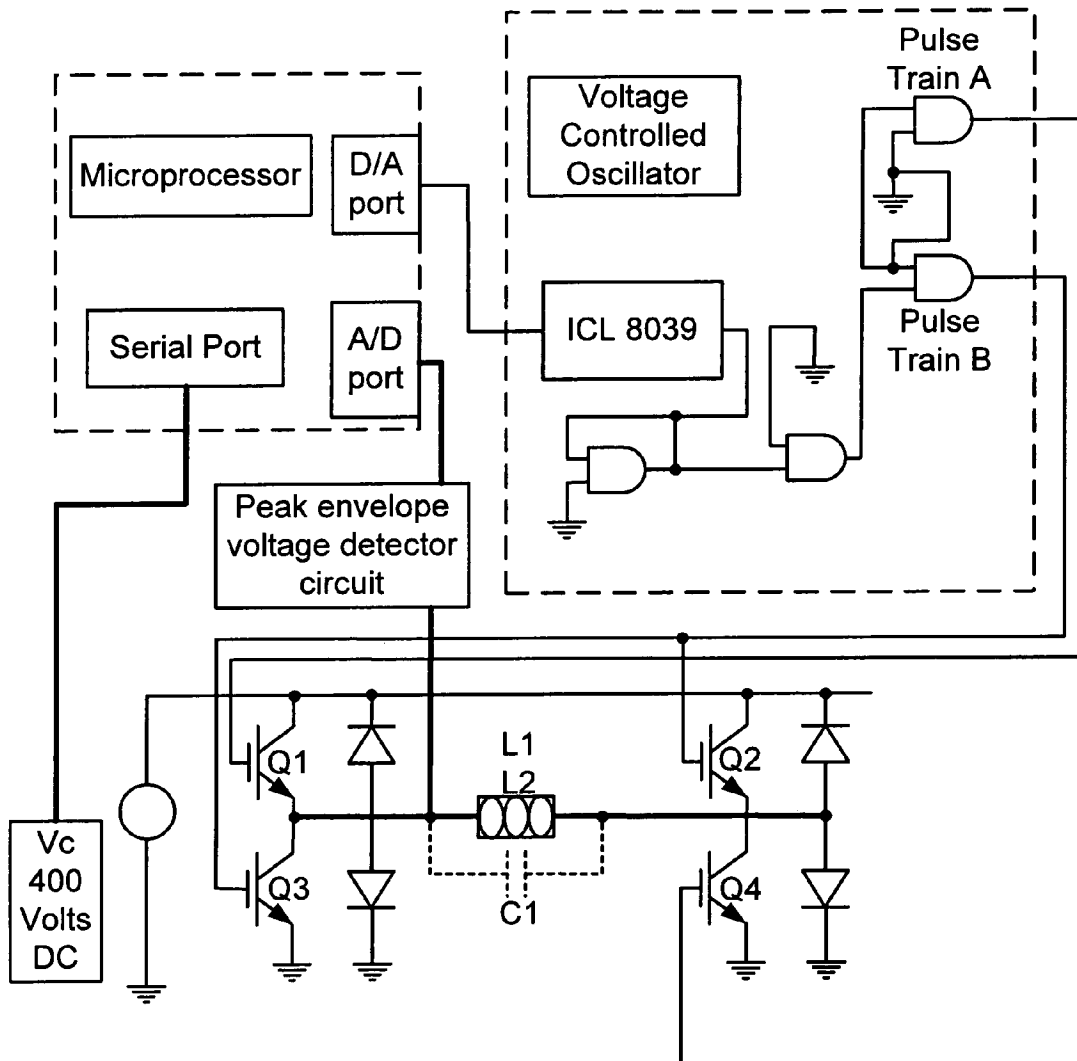 Pulse
Train A
Voltage
Controlled
Oscillator
Microprocessor
D/A
port
Serial Port
A/D
port
ICL 8039
Pulse
Train B
Peak envelope
voltage detector
circuit
L1
L2
Q1
Q2
Vc
400
Volts
DC
Q3
C1
Q4